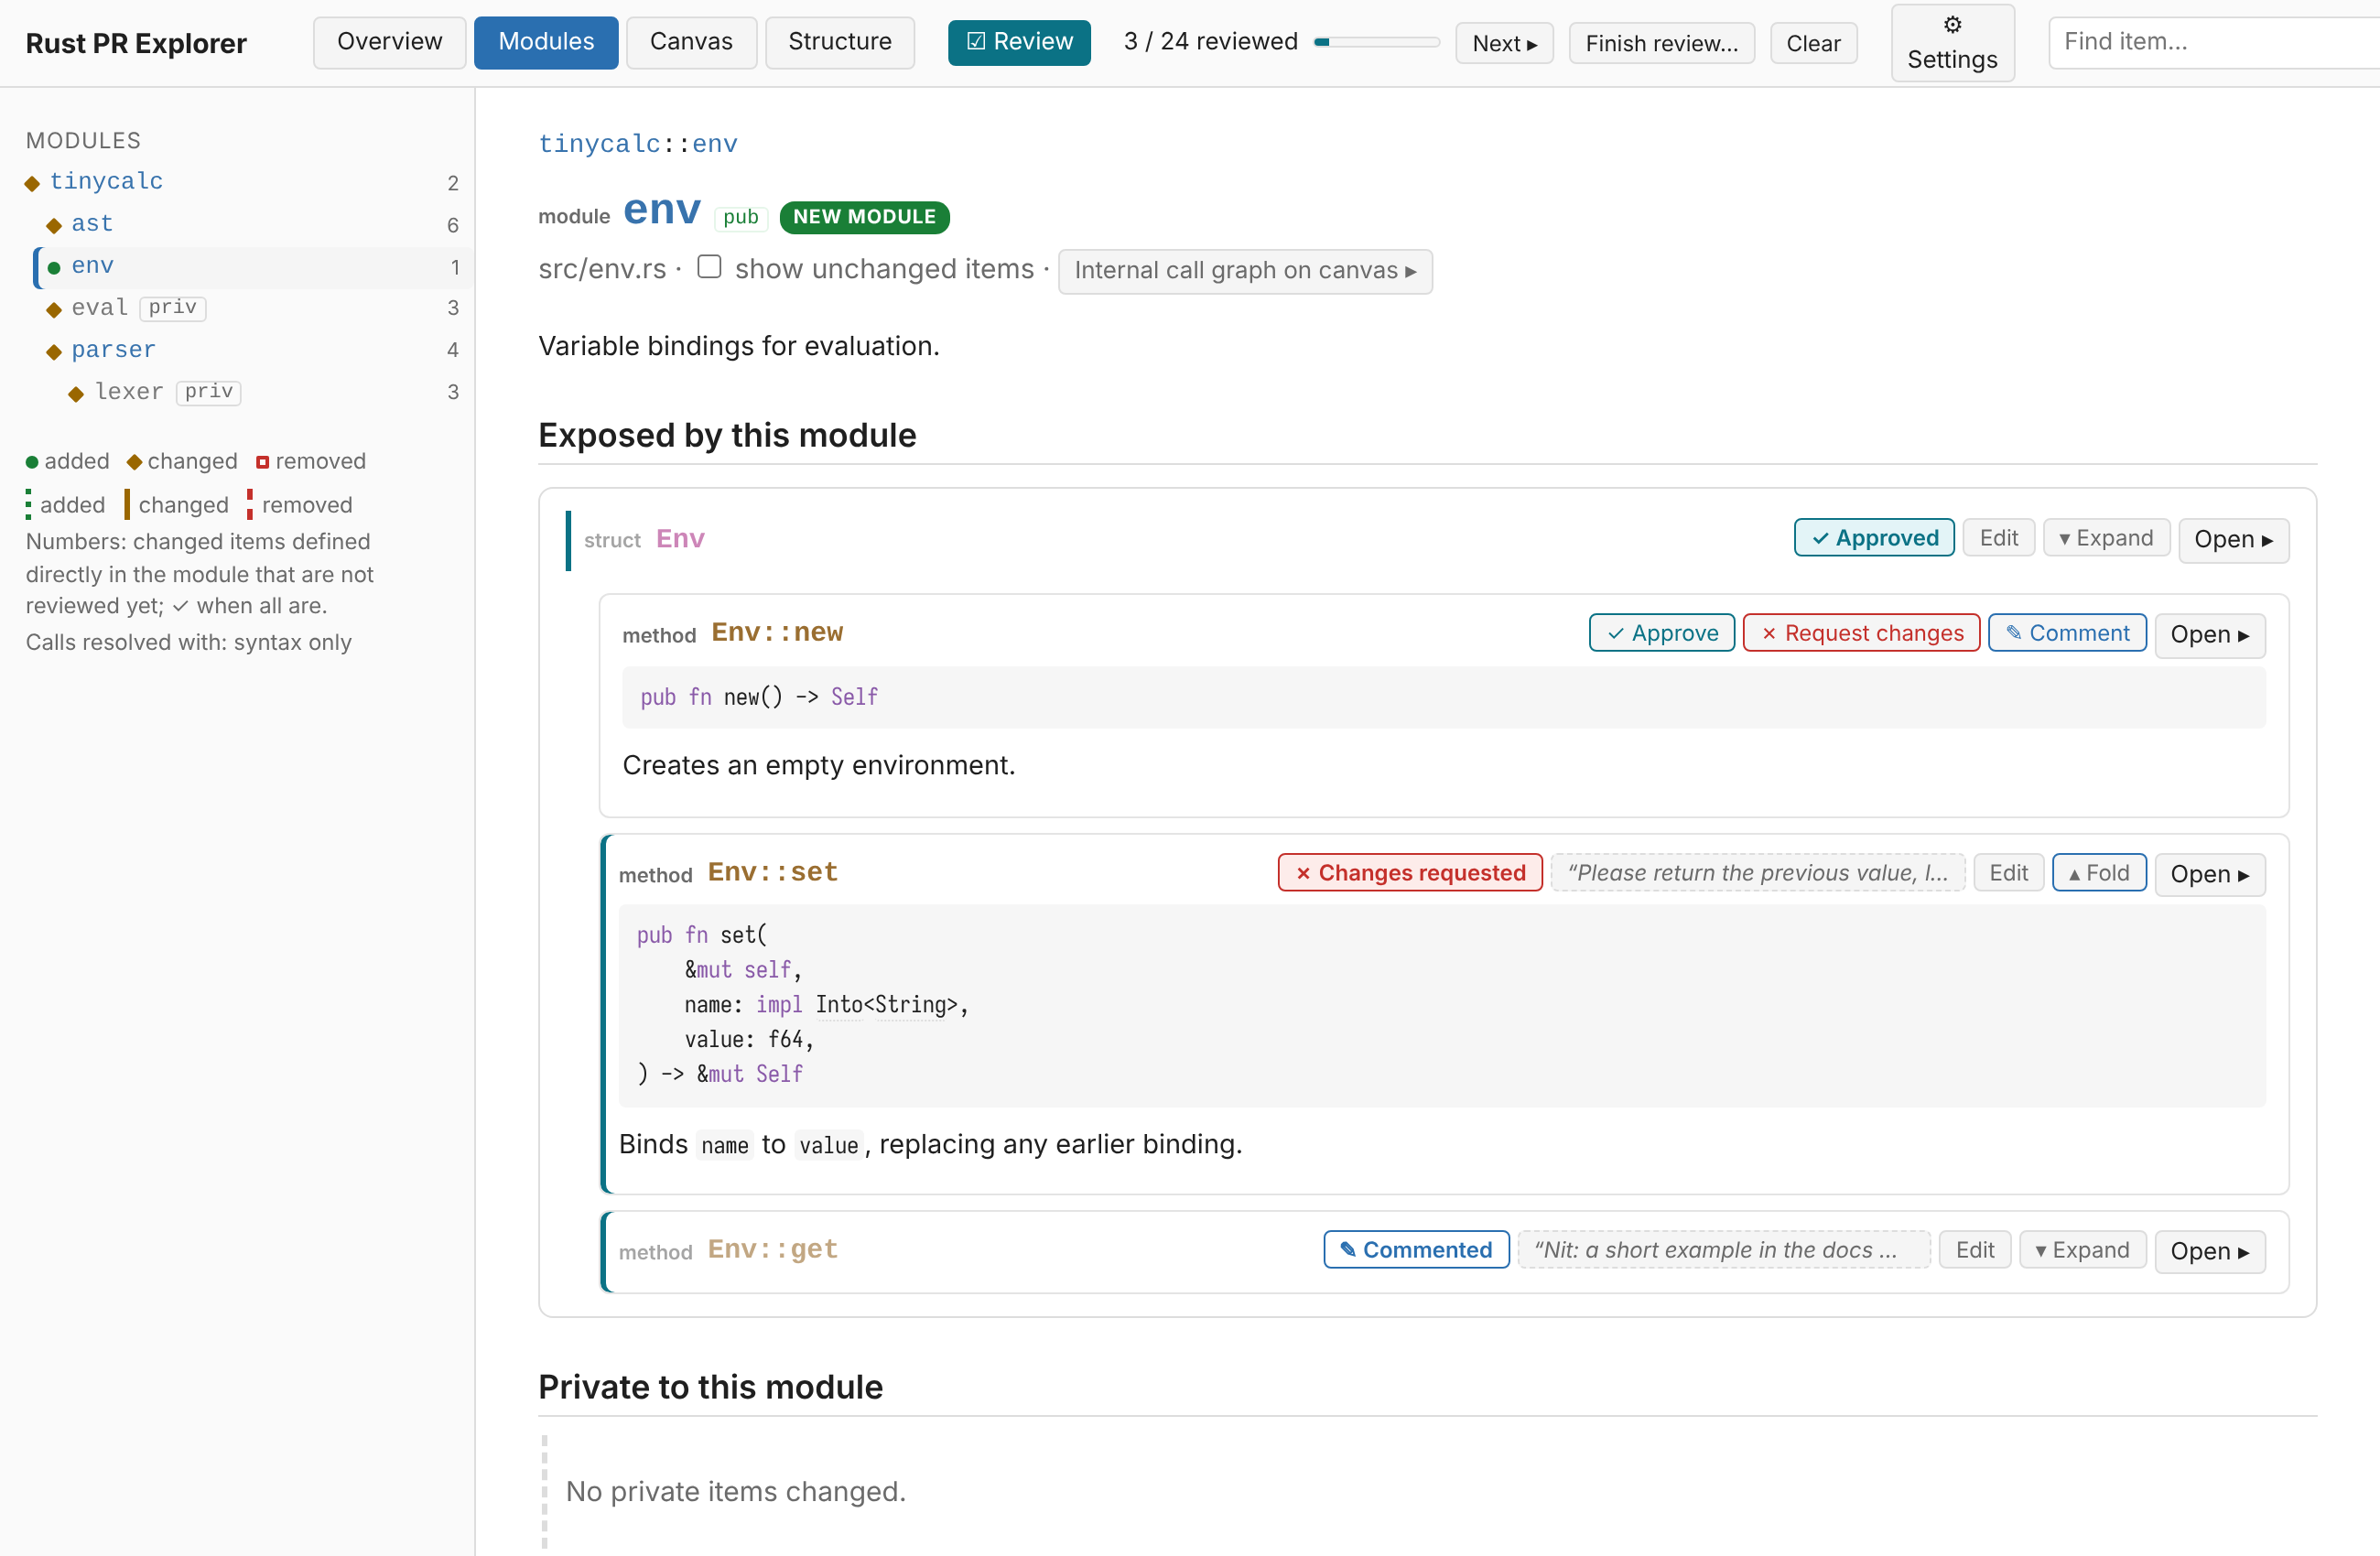 Rust PR Explorer
Overview
Modules
Canvas
Structure
☑ Review
3 / 24 reviewed
Next ▸
Finish review...
Clear
⚙ Settings
Find item...
MODULES
tinycalc 2
ast 6
env 1
eval priv 3
parser 4
lexer priv 3
added changed removed
added changed removed
Numbers: changed items defined
directly in the module that are not
reviewed yet; ✓ when all are.
Calls resolved with: syntax only
tinycalc::env
module env pub NEW MODULE
src/env.rs · show unchanged items · Internal call graph on canvas ▸
Variable bindings for evaluation.
Exposed by this module
struct Env ✓ Approved Edit ▾ Expand Open ▸
method Env::new ✓ Approve × Request changes ✎ Comment Open ▸
pub fn new() -> Self
Creates an empty environment.
method Env::set × Changes requested “Please return the previous value, I... Edit ▴ Fold Open ▸
pub fn set(
    &mut self,
    name: impl Into<String>,
    value: f64,
) -> &mut Self
Binds name to value, replacing any earlier binding.
method Env::get ✎ Commented “Nit: a short example in the docs ... Edit ▾ Expand Open ▸
Private to this module
No private items changed.